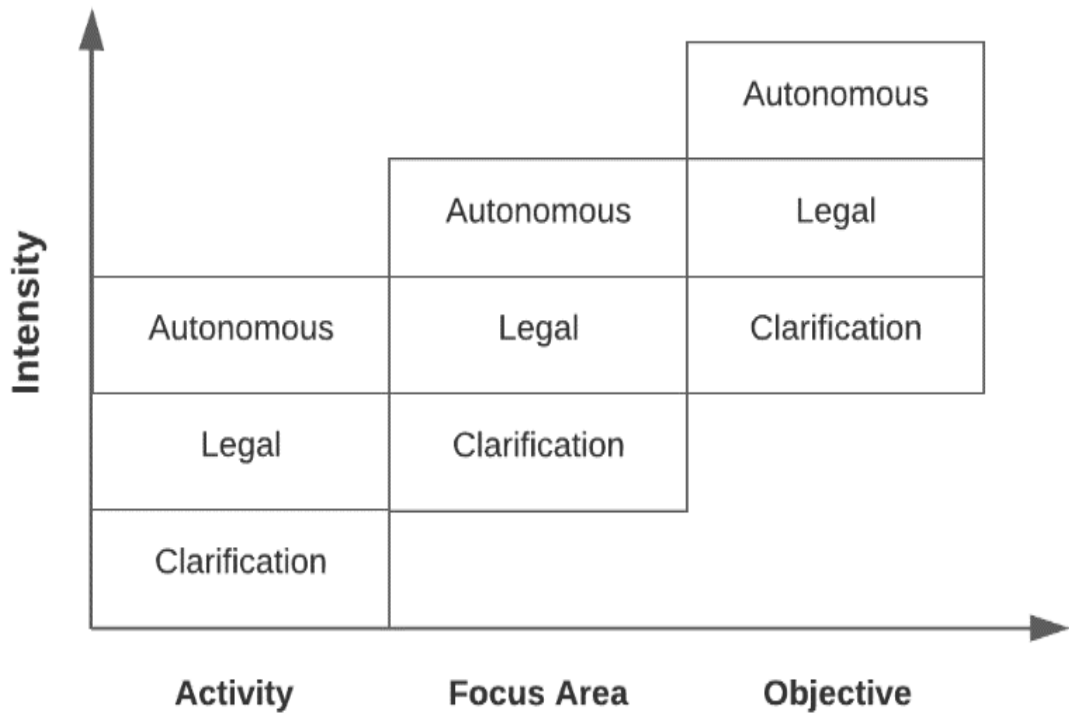 Autonomous
Autonomous Legal
Autonomous Legal Clarification
Legal Clarification
Clarification
Intensity
Activity Focus Area Objective